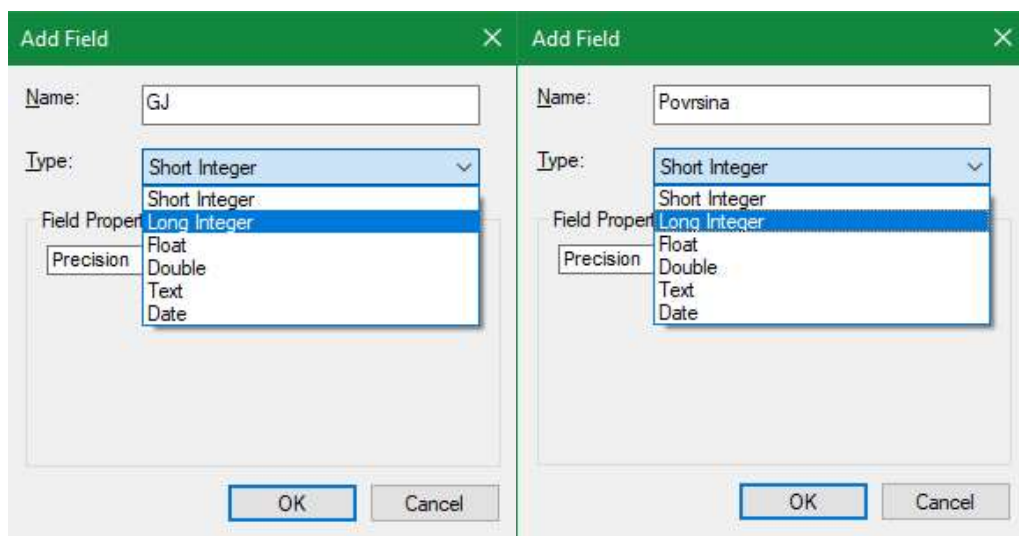 Add Field
Name: GJ
Type: Short Integer
Short Integer
Field Proper Long Integer
Float
Precision
Double
Text
Date
OK Cancel
Add Field
Name: Povrsina
Type: Short Integer
Short Integer
Field Proper Long Integer
Float
Precision
Double
Text
Date
OK Cancel